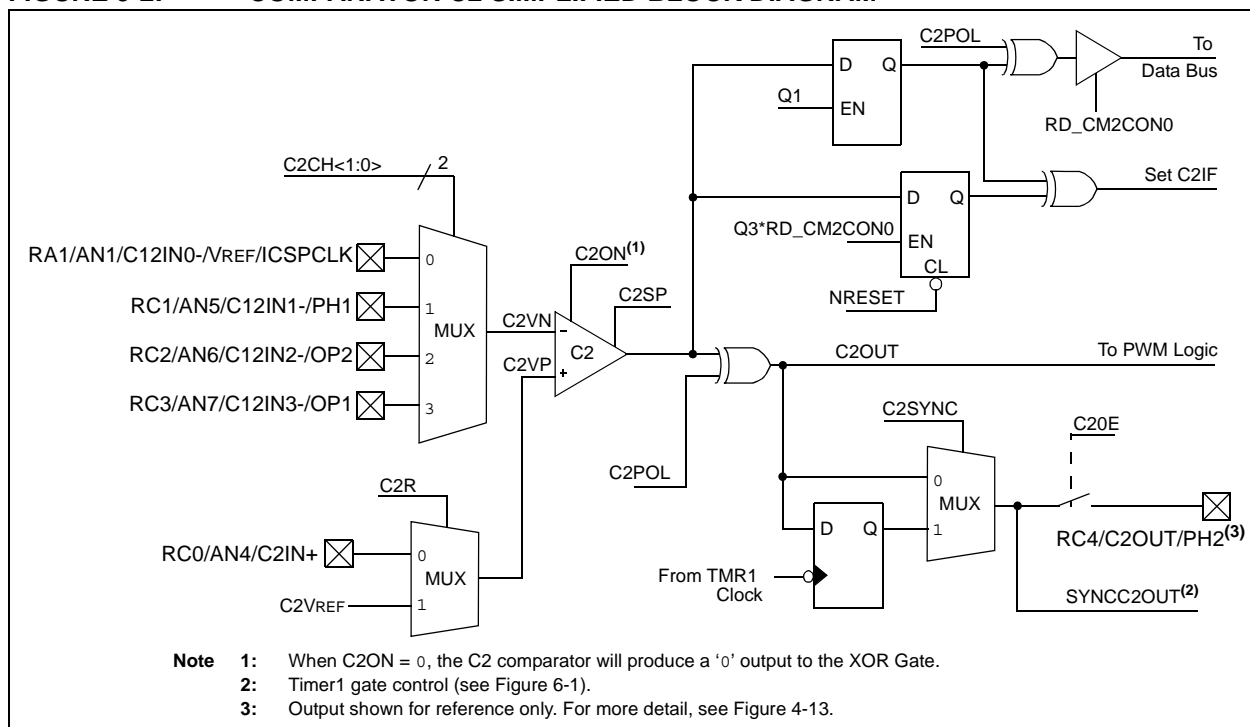 C2POL
To
Data Bus
D Q
Q1
EN
RD_CM2CON0
C2CH<1:0>
2
Set C2IF
D Q
Q3*RD_CM2CON0
EN
CL
NRESET
RA1/AN1/C12IN0-/VREF/ICSPCLK
0
C2ON(1)
RC1/AN5/C12IN1-/PH1
1
C2SP
MUX
C2VN
–
C2
RC2/AN6/C12IN2-/OP2
2
C2VP
+
C2OUT
To PWM Logic
RC3/AN7/C12IN3-/OP1
3
C2SYNC
C20E
C2POL
0
MUX
C2R
D Q
1
RC4/C2OUT/PH2(3)
RC0/AN4/C2IN+
0
MUX
From TMR1
Clock
C2VREF
1
SYNCC2OUT(2)
Note 1: When C2ON = 0, the C2 comparator will produce a ‘0’ output to the XOR Gate.
2: Timer1 gate control (see Figure 6-1).
3: Output shown for reference only. For more detail, see Figure 4-13.